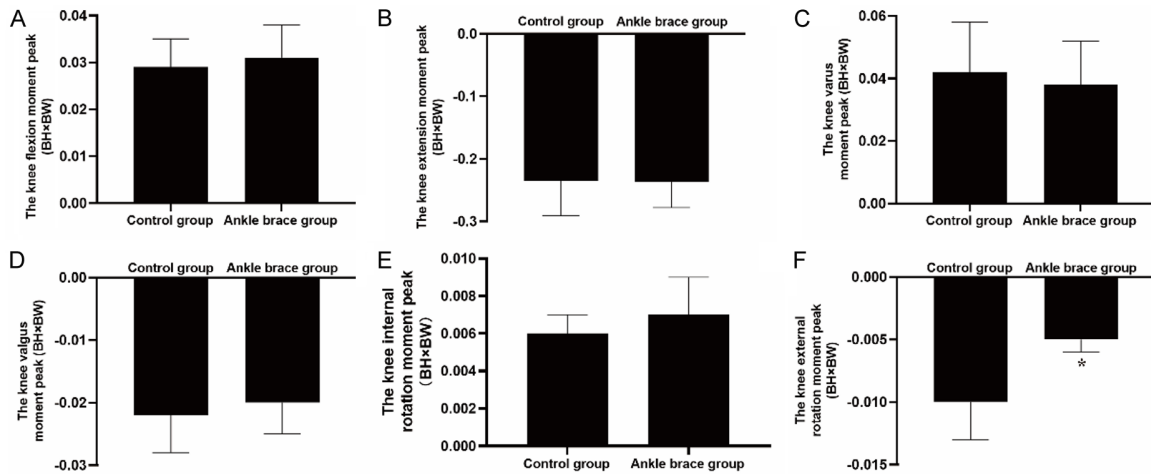 A
The knee flexion moment peak
(BH×BW)
0.04
0.03
0.02
0.01
0.00
Control group
Ankle brace group
B
The knee extension moment peak
(BH×BW)
Control group
Ankle brace group
0.0
-0.1
-0.2
-0.3
C
The knee varus
moment peak (BH×BW)
0.06
0.04
0.02
0.00
Control group
Ankle brace group
D
The knee valgus
moment peak (BH×BW)
Control group
Ankle brace group
0.00
-0.01
-0.02
-0.03
E
The knee internal
rotation moment peak
(BH×BW)
0.010
0.008
0.006
0.004
0.002
0.000
Control group
Ankle brace group
F
The knee external
rotation moment peak
(BH×BW)
Control group
Ankle brace group
0.000
-0.005
-0.010
-0.015
*